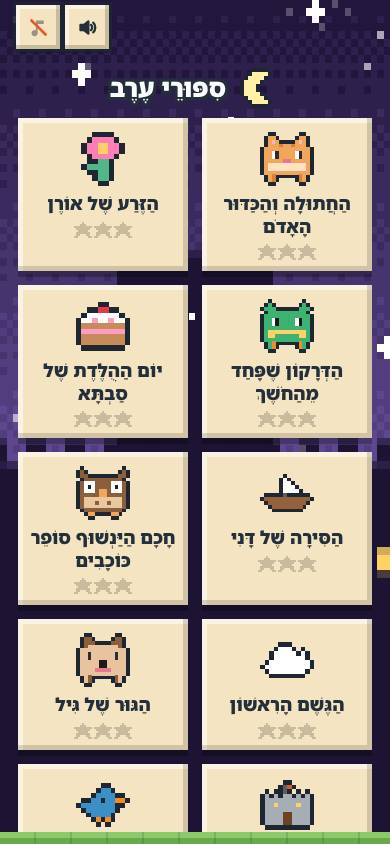 סִפּוּרֵי עֶרֶב
הַחֲתוּלָה וְהַכַּדּוּר
הָאָדֹם
הַזֶּרַע שֶׁל אוֹרֶן
הַדְּרָקוֹן שֶׁפָּחַד
מֵהַחֹשֶׁךְ
יוֹם הַהֻלֶּדֶת שֶׁל
סַבְתָּא
הַסִּירָה שֶׁל דָּנִי
חָכָם הַיַּנְשׁוּף סוֹפֵר
כּוֹכָבִים
הַגֶּשֶׁם הָרִאשׁוֹן
הַגּוּר שֶׁל גִּיל